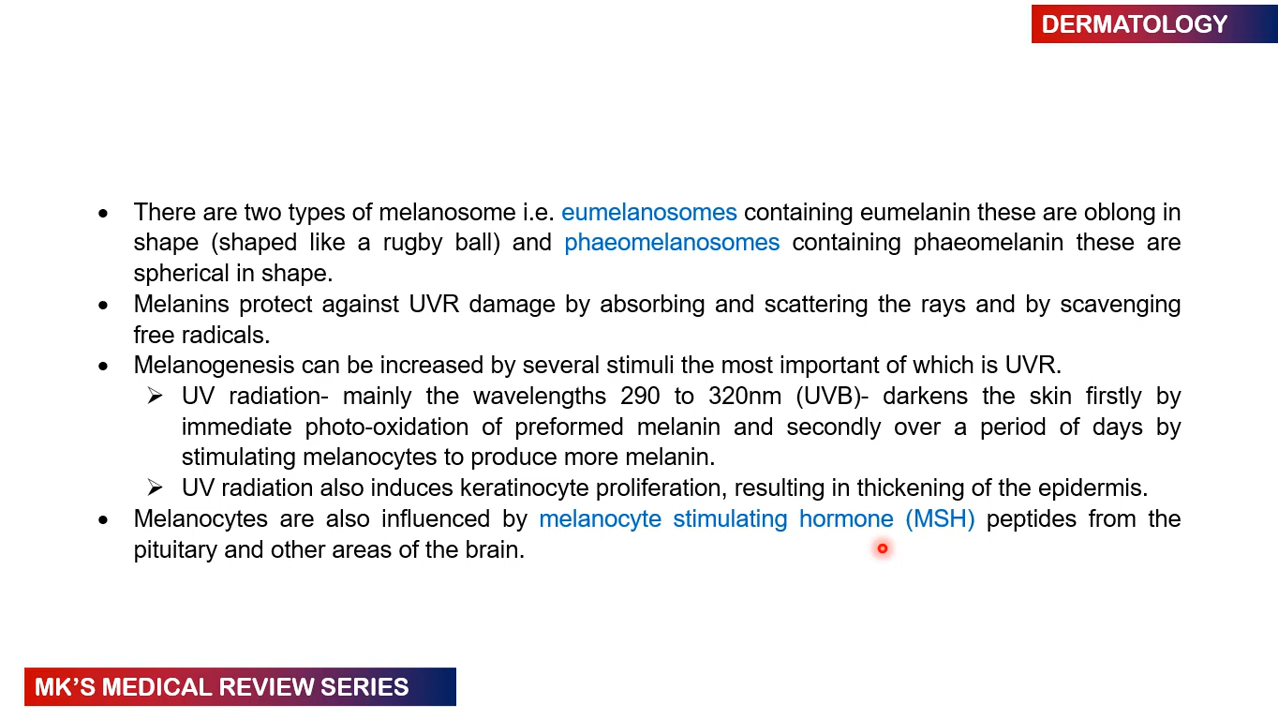 DERMATOLOGY
• There are two types of melanosome i.e. eumelanosomes containing eumelanin these are oblong in
shape (shaped like a rugby ball) and phaeomelanosomes containing phaeomelanin these are
spherical in shape.
• Melanins protect against UVR damage by absorbing and scattering the rays and by scavenging
free radicals.
• Melanogenesis can be increased by several stimuli the most important of which is UVR.
➢ UV radiation- mainly the wavelengths 290 to 320nm (UVB)- darkens the skin firstly by
immediate photo-oxidation of preformed melanin and secondly over a period of days by
stimulating melanocytes to produce more melanin.
➢ UV radiation also induces keratinocyte proliferation, resulting in thickening of the epidermis.
• Melanocytes are also influenced by melanocyte stimulating hormone (MSH) peptides from the
pituitary and other areas of the brain.
MK'S MEDICAL REVIEW SERIES